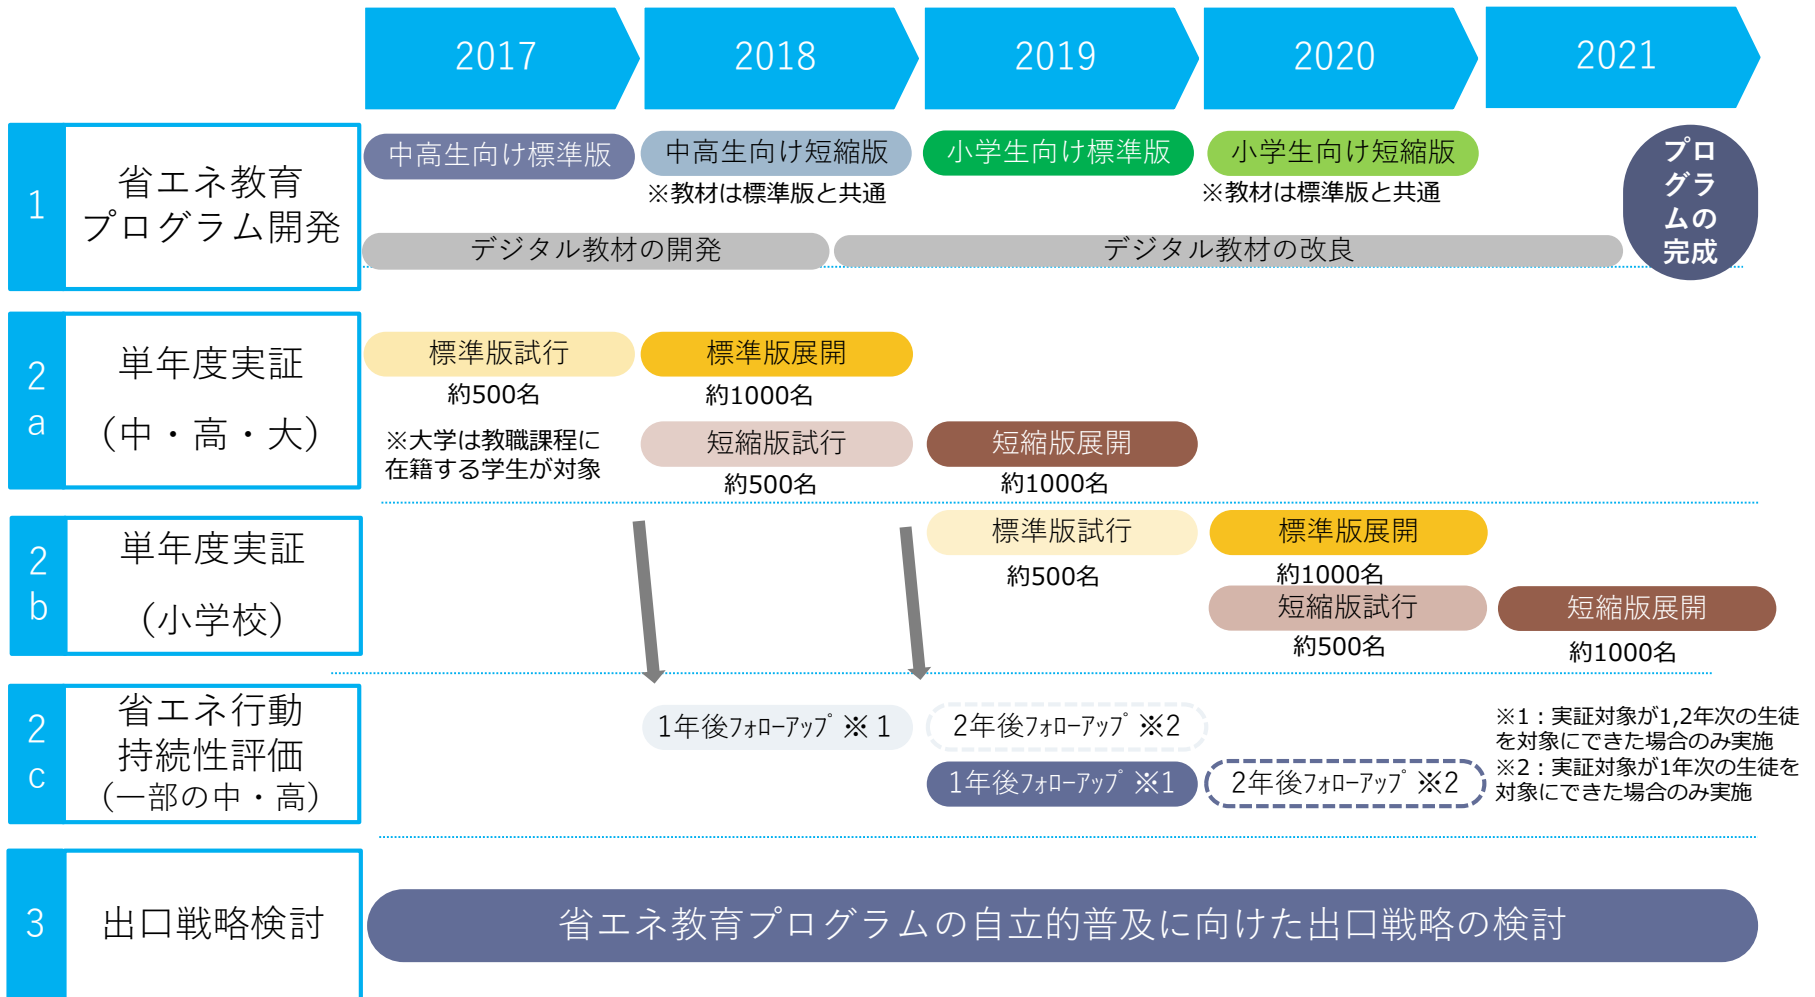 2017
2018
2019
2020
2021
1
省エネ教育
プログラム開発
中高生向け標準版
中高生向け短縮版
※教材は標準版と共通
小学生向け標準版
小学生向け短縮版
※教材は標準版と共通
デジタル教材の開発
デジタル教材の改良
プロ
グラ
ムの
完成
2
a
単年度実証
（中・高・大）
標準版試行
約500名
※大学は教職課程に
在籍する学生が対象
標準版展開
約1000名
短縮版試行
約500名
短縮版展開
約1000名
2
b
単年度実証
（小学校）
標準版試行
約500名
標準版展開
約1000名
短縮版試行
約500名
短縮版展開
約1000名
2
c
省エネ行動
持続性評価
（一部の中・高）
1年後ﾌｫﾛｰｱｯﾌﾟ ※１
2年後ﾌｫﾛｰｱｯﾌﾟ ※2
1年後ﾌｫﾛｰｱｯﾌﾟ ※1
2年後ﾌｫﾛｰｱｯﾌﾟ ※2
※1：実証対象が1,2年次の生徒
を対象にできた場合のみ実施
※2：実証対象が1年次の生徒を
対象にできた場合のみ実施
3
出口戦略検討
省エネ教育プログラムの自立的普及に向けた出口戦略の検討